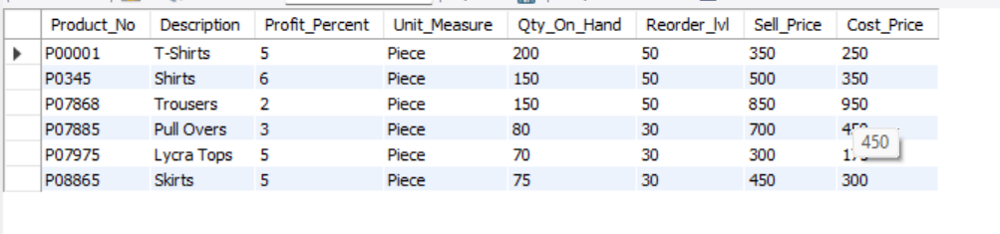 Product_No Description Profit_Percent Unit_Measure Qty_On_Hand Reorder_lvl Sell_Price Cost_Price
P00001 T-Shirts 5 Piece 200 50 350 250
P0345 Shirts 6 Piece 150 50 500 350
P07868 Trousers 2 Piece 150 50 850 950
P07885 Pull Overs 3 Piece 80 30 700 450
450
P07975 Lycra Tops 5 Piece 70 30 300
P08865 Skirts 5 Piece 75 30 450 300